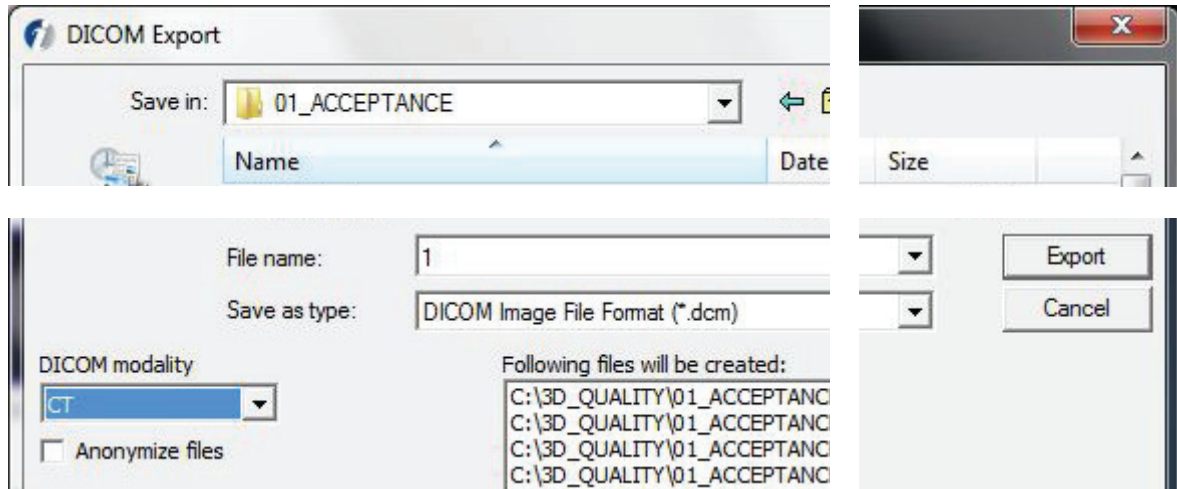 DICOM Export
Save in: 01_ACCEPTANCE
Name Date Size
File name: 1 Export
Save as type: DICOM Image File Format (*.dcm) Cancel
DICOM modality Following files will be created:
CT C:\3D_QUALITY\01_ACCEPTANC
C:\3D_QUALITY\01_ACCEPTANC
Anonymize files C:\3D_QUALITY\01_ACCEPTANC
C:\3D_QUALITY\01_ACCEPTANC